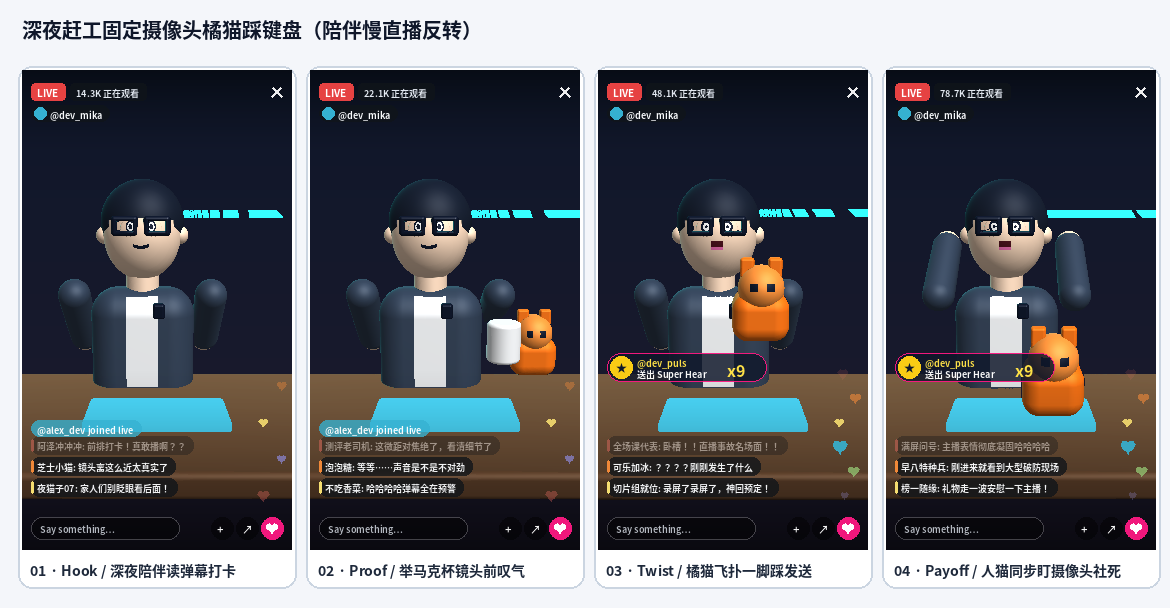 深夜赶工固定摄像头橘猫踩键盘（陪伴慢直播反转）
LIVE 14.3K 正在观看
@dev_mika
@alex_dev joined live
阿泽冲冲冲: 前排打卡！真敢播啊？？
芝士小猫: 镜头离这么近太真实了
夜猫子07: 家人们别眨眼看后面！
Say something...
01 · Hook / 深夜陪伴读弹幕打卡
LIVE 22.1K 正在观看
@dev_mika
@alex_dev joined live
测评老司机: 这微距对焦绝了，看清细节了
泡泡糖: 等等……声音是不是不对劲
不吃香菜: 哈哈哈哈弹幕全在预警
Say something...
02 · Proof / 举马克杯镜头前叹气
LIVE 48.1K 正在观看
@dev_mika
@dev_puls
送出 Super Hear x9
全场课代表: 卧槽！！直播事故名场面！！
可乐加冰: ？？？？刚刚发生了什么
切片组就位: 录屏了录屏了，神回预定！
Say something...
03 · Twist / 橘猫飞扑一脚踩发送
LIVE 78.7K 正在观看
@dev_mika
@dev_puls
送出 Super Hear x9
满屏问号: 主播表情彻底凝固哈哈哈哈
早八特种兵: 刚进来就看到大型破防现场
榜一随缘: 礼物走一波安慰一下主播！
Say something...
04 · Payoff / 人猫同步盯摄像头社死